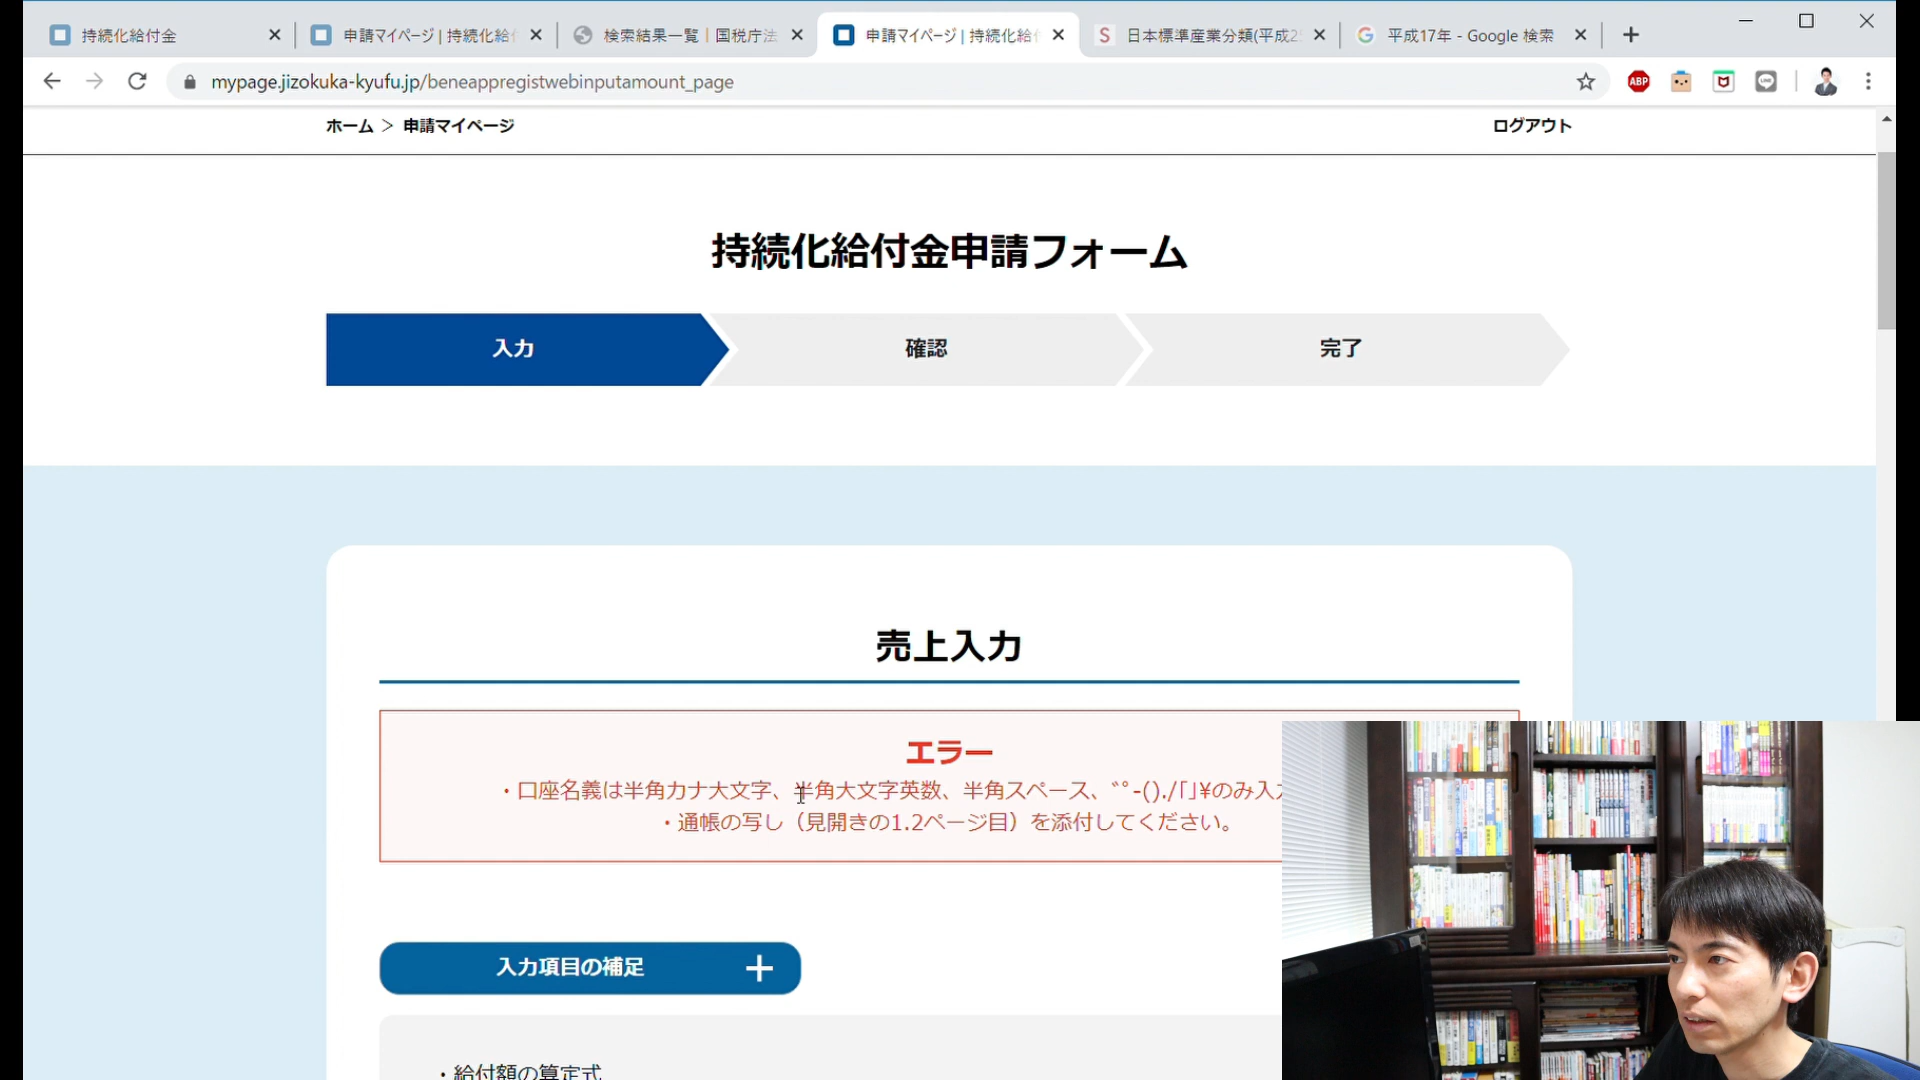 持続化給付金
申請マイページ | 持続化給
検索結果一覧｜国税庁法
申請マイページ | 持続化給
日本標準産業分類(平成2
平成17年 - Google 検索
mypage.jizokuka-kyufu.jp/beneappregistwebinputamount_page
ABP
ホーム ＞ 申請マイページ
ログアウト
持続化給付金申請フォーム
入力
確認
完了
売上入力
エラー
・口座名義は半角カナ大文字、半角大文字英数、半角スペース、゛゜-()./｢｣¥のみ入
・通帳の写し（見開きの1.2ページ目）を添付してください。
入力項目の補足 ＋
・給付額の算定式